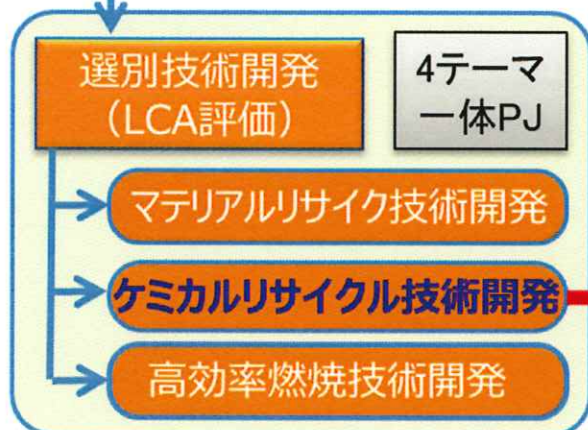 選別技術開発
(LCA評価)
4テーマ
一体PJ
マテリアルリサイク技術開発
ケミカルリサイクル技術開発
高効率燃焼技術開発